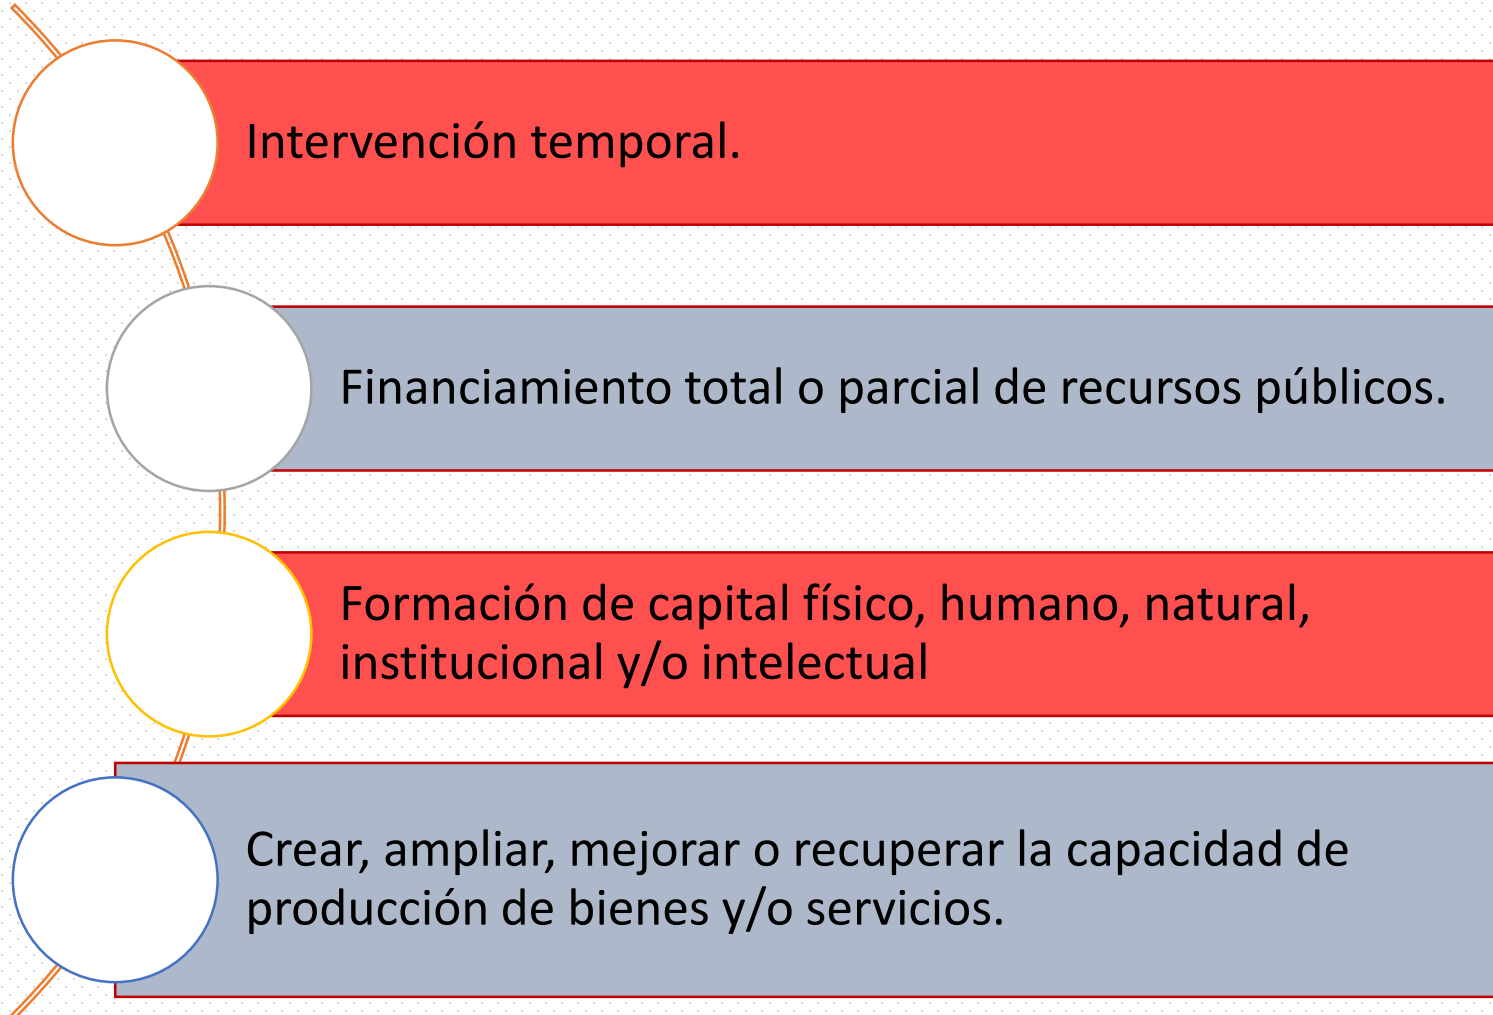 Intervención temporal.
Financiamiento total o parcial de recursos públicos.
Formación de capital físico, humano, natural,
institucional y/o intelectual
Crear, ampliar, mejorar o recuperar la capacidad de
producción de bienes y/o servicios.